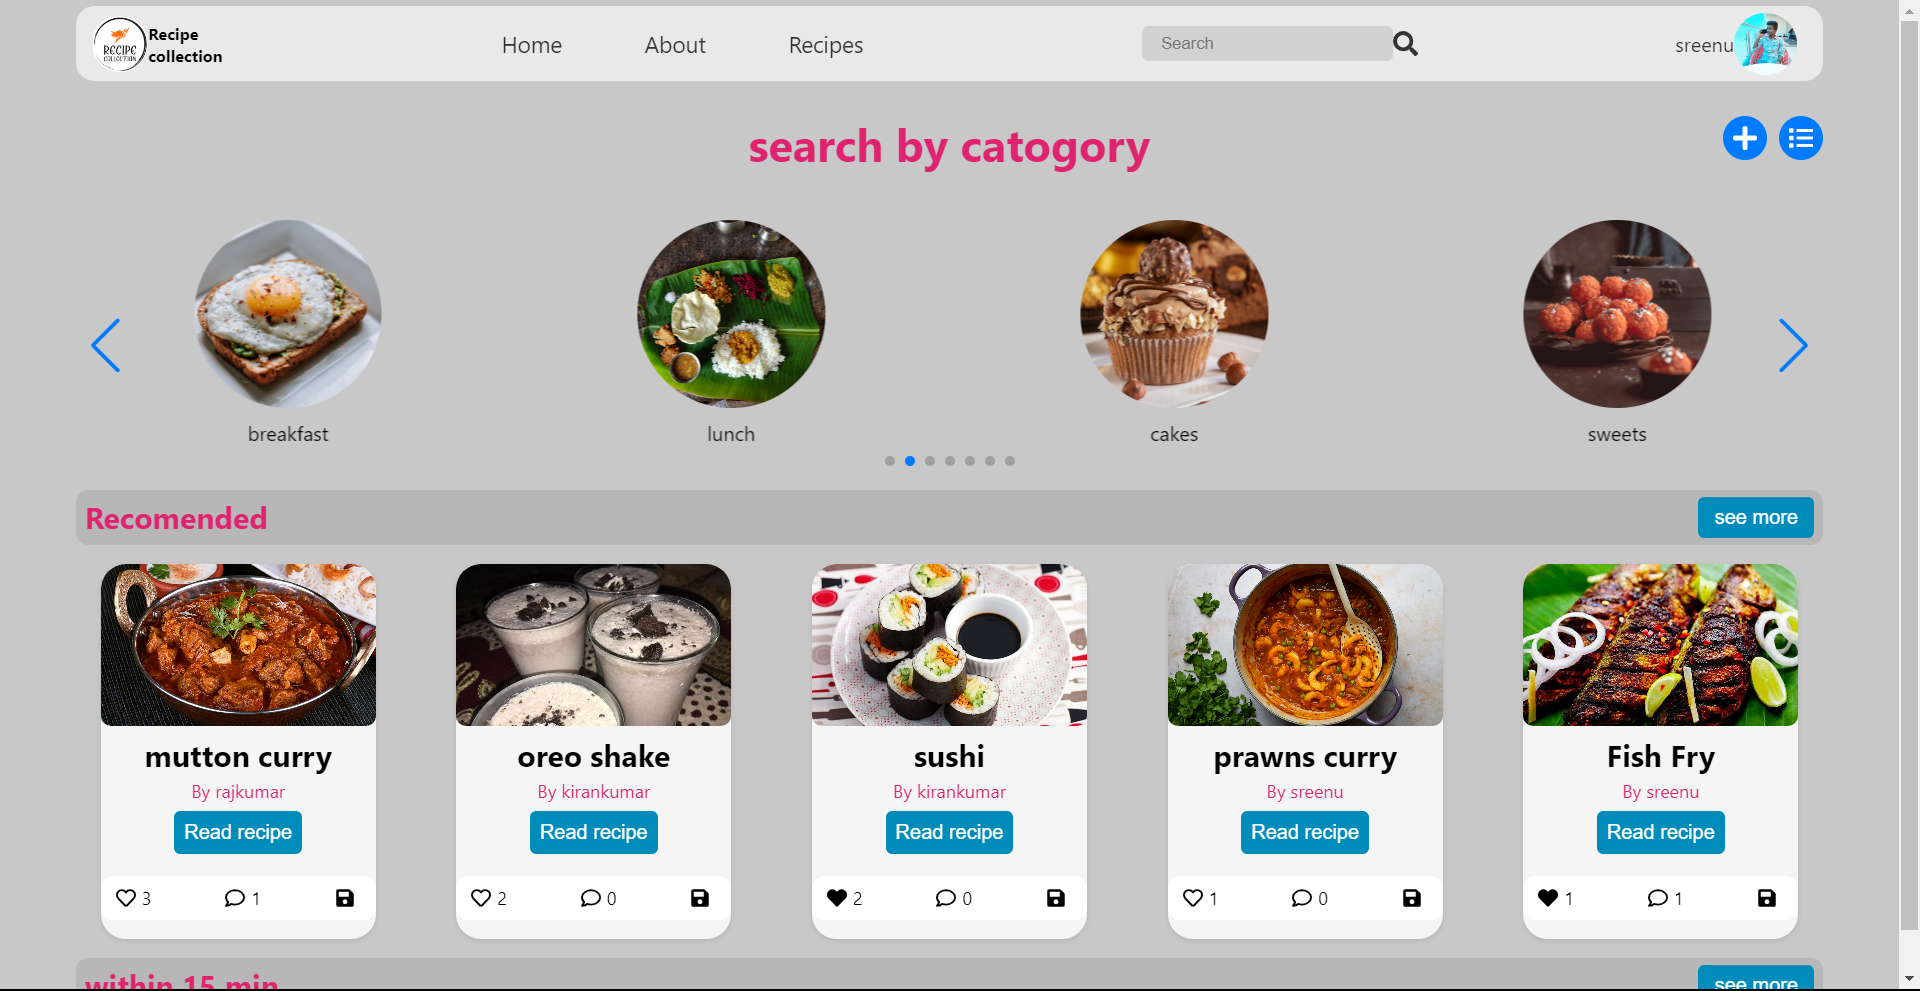 RECIPE
COLLECTION
Recipe
collection
Home
About
Recipes
Search
sreenu
search by catogory
breakfast
lunch
cakes
sweets
Recomended
see more
mutton curry
By rajkumar
Read recipe
3
1
oreo shake
By kirankumar
Read recipe
2
0
sushi
By kirankumar
Read recipe
2
0
prawns curry
By sreenu
Read recipe
1
0
Fish Fry
By sreenu
Read recipe
1
1
within 15 min
see more